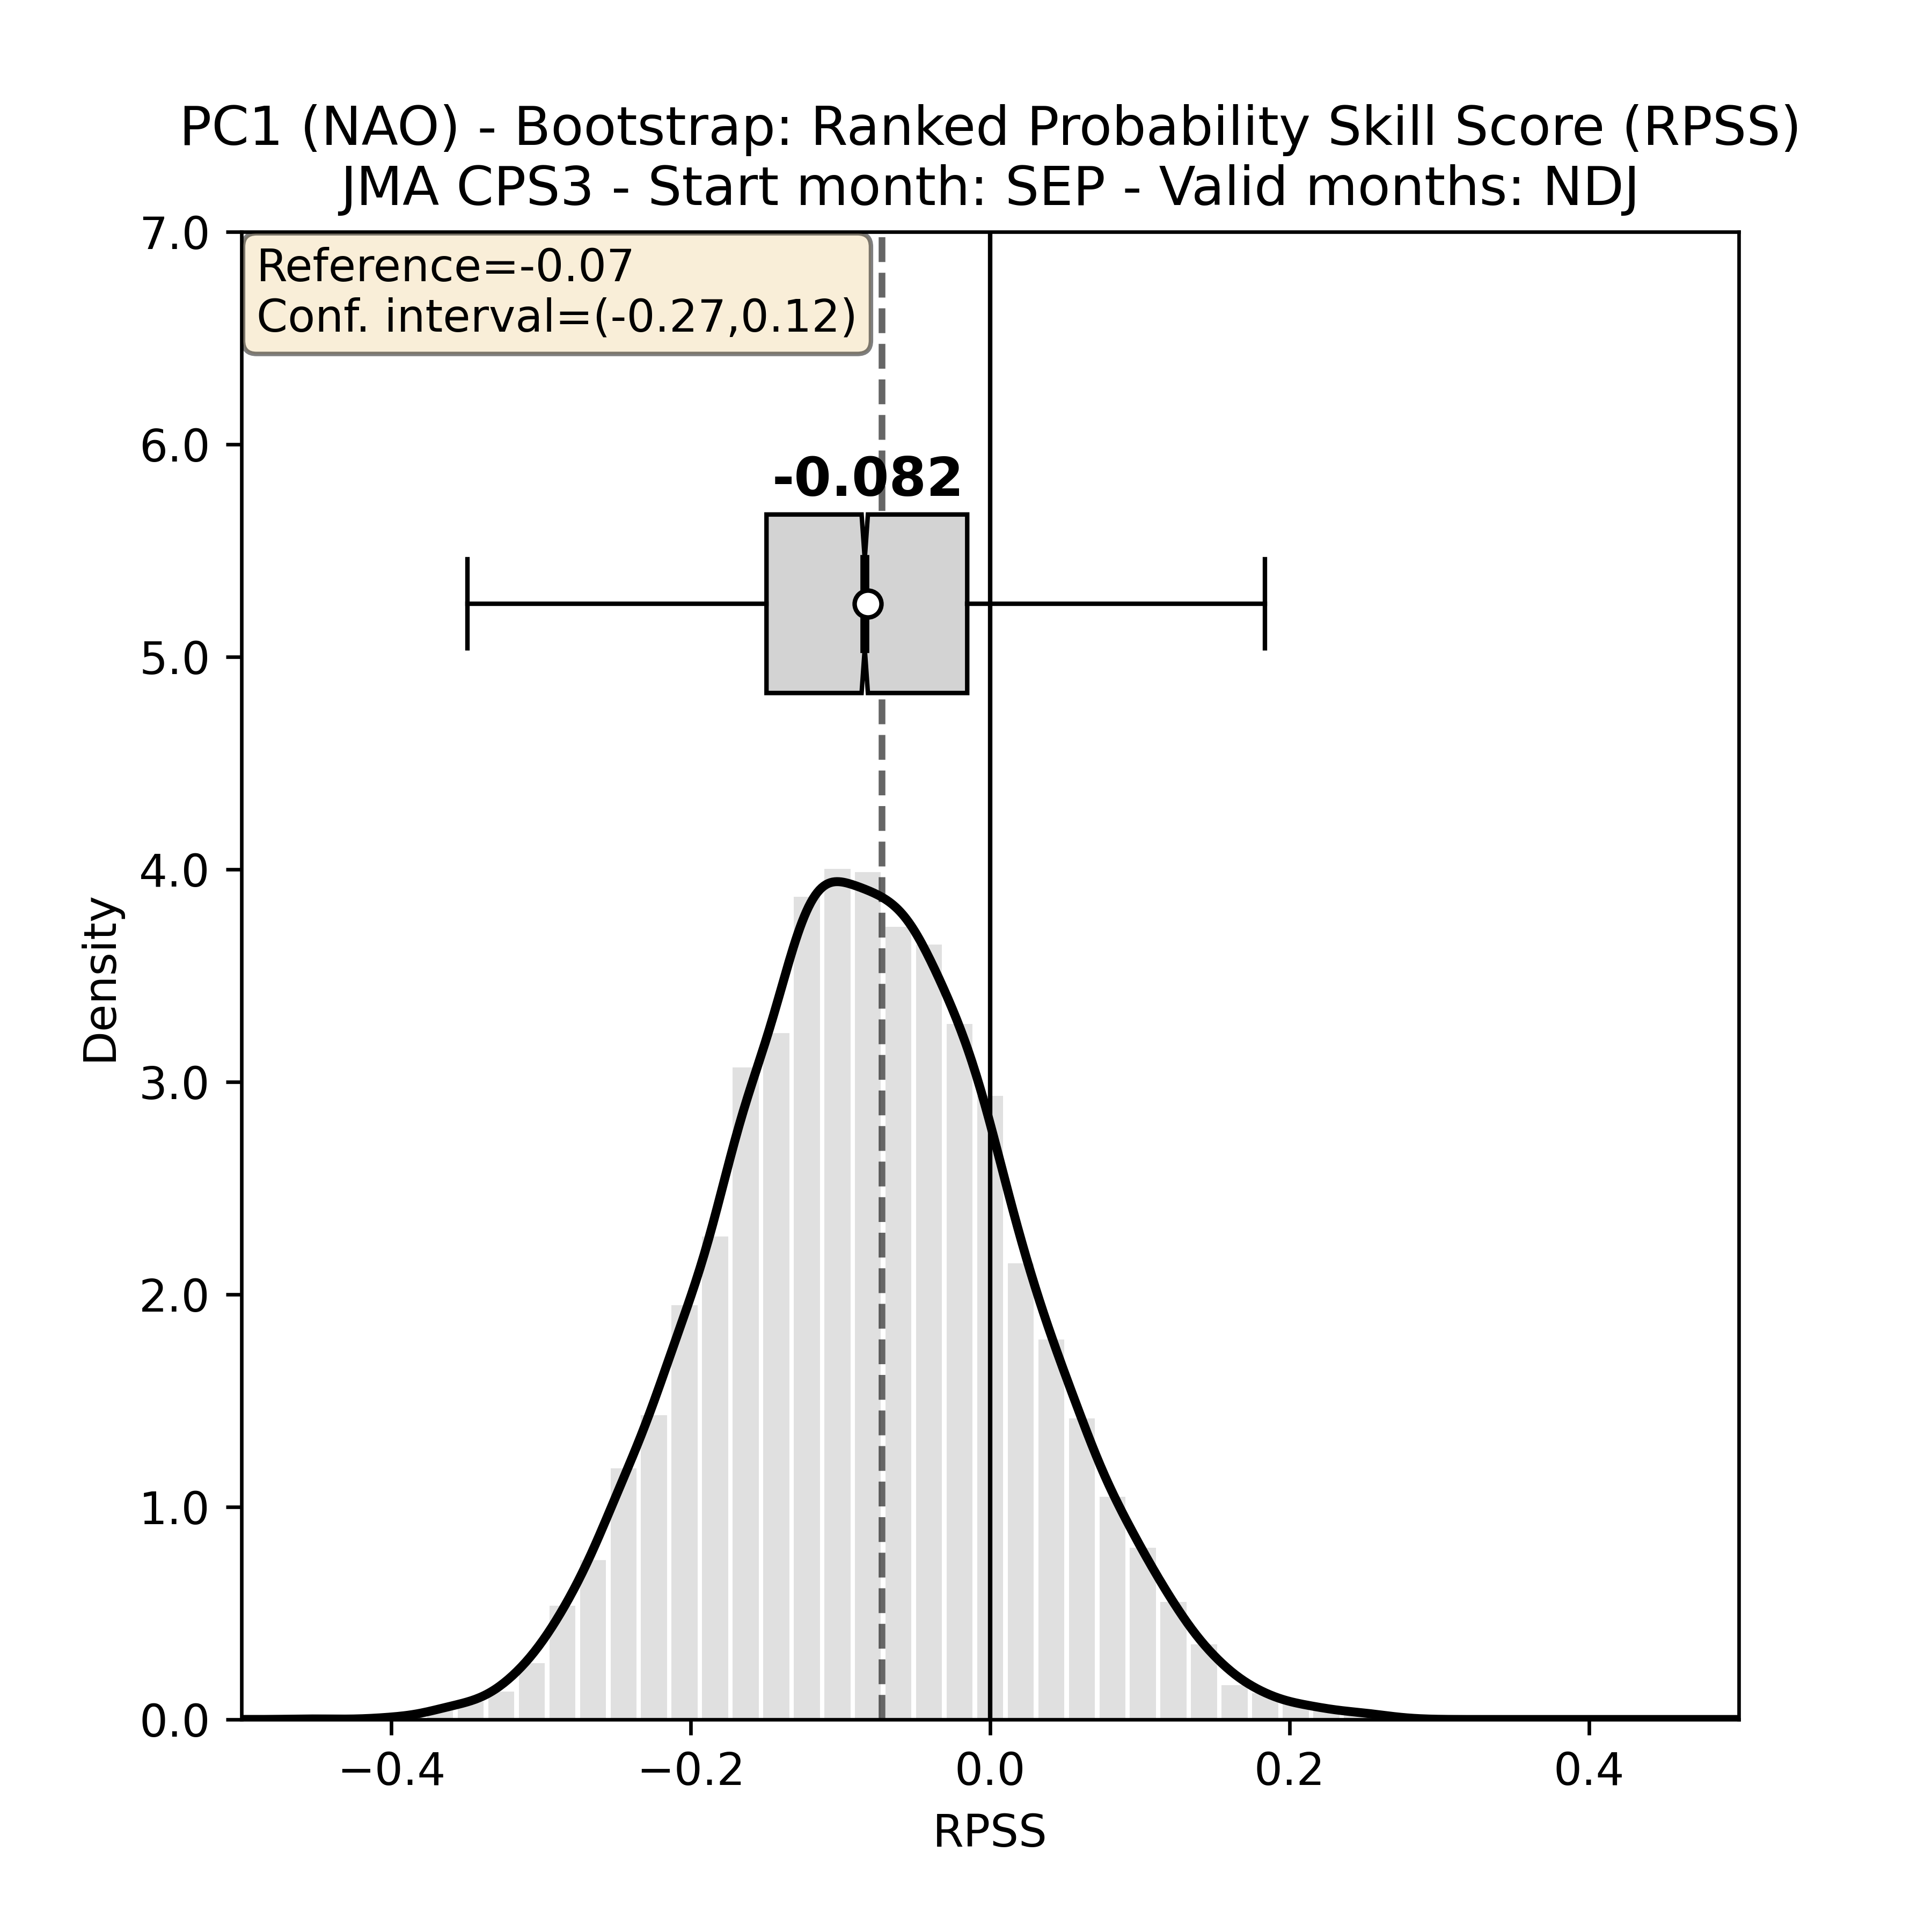 PC1 (NAO) - Bootstrap: Ranked Probability Skill Score (RPSS)
JMA CPS3 - Start month: SEP - Valid months: NDJ
Reference=-0.07
Conf. interval=(-0.27,0.12)
-0.082
7.0
6.0
5.0
4.0
3.0
2.0
1.0
0.0
Density
−0.4
−0.2
0.0
0.2
0.4
RPSS